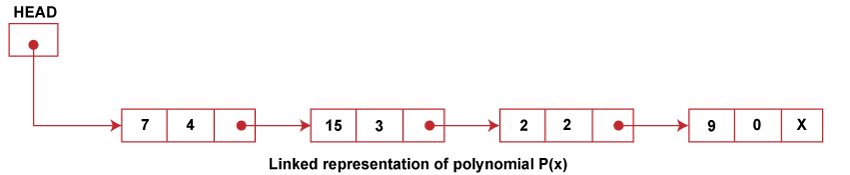 HEAD
7 4 15 3 2 2 9 0 X
Linked representation of polynomial P(x)